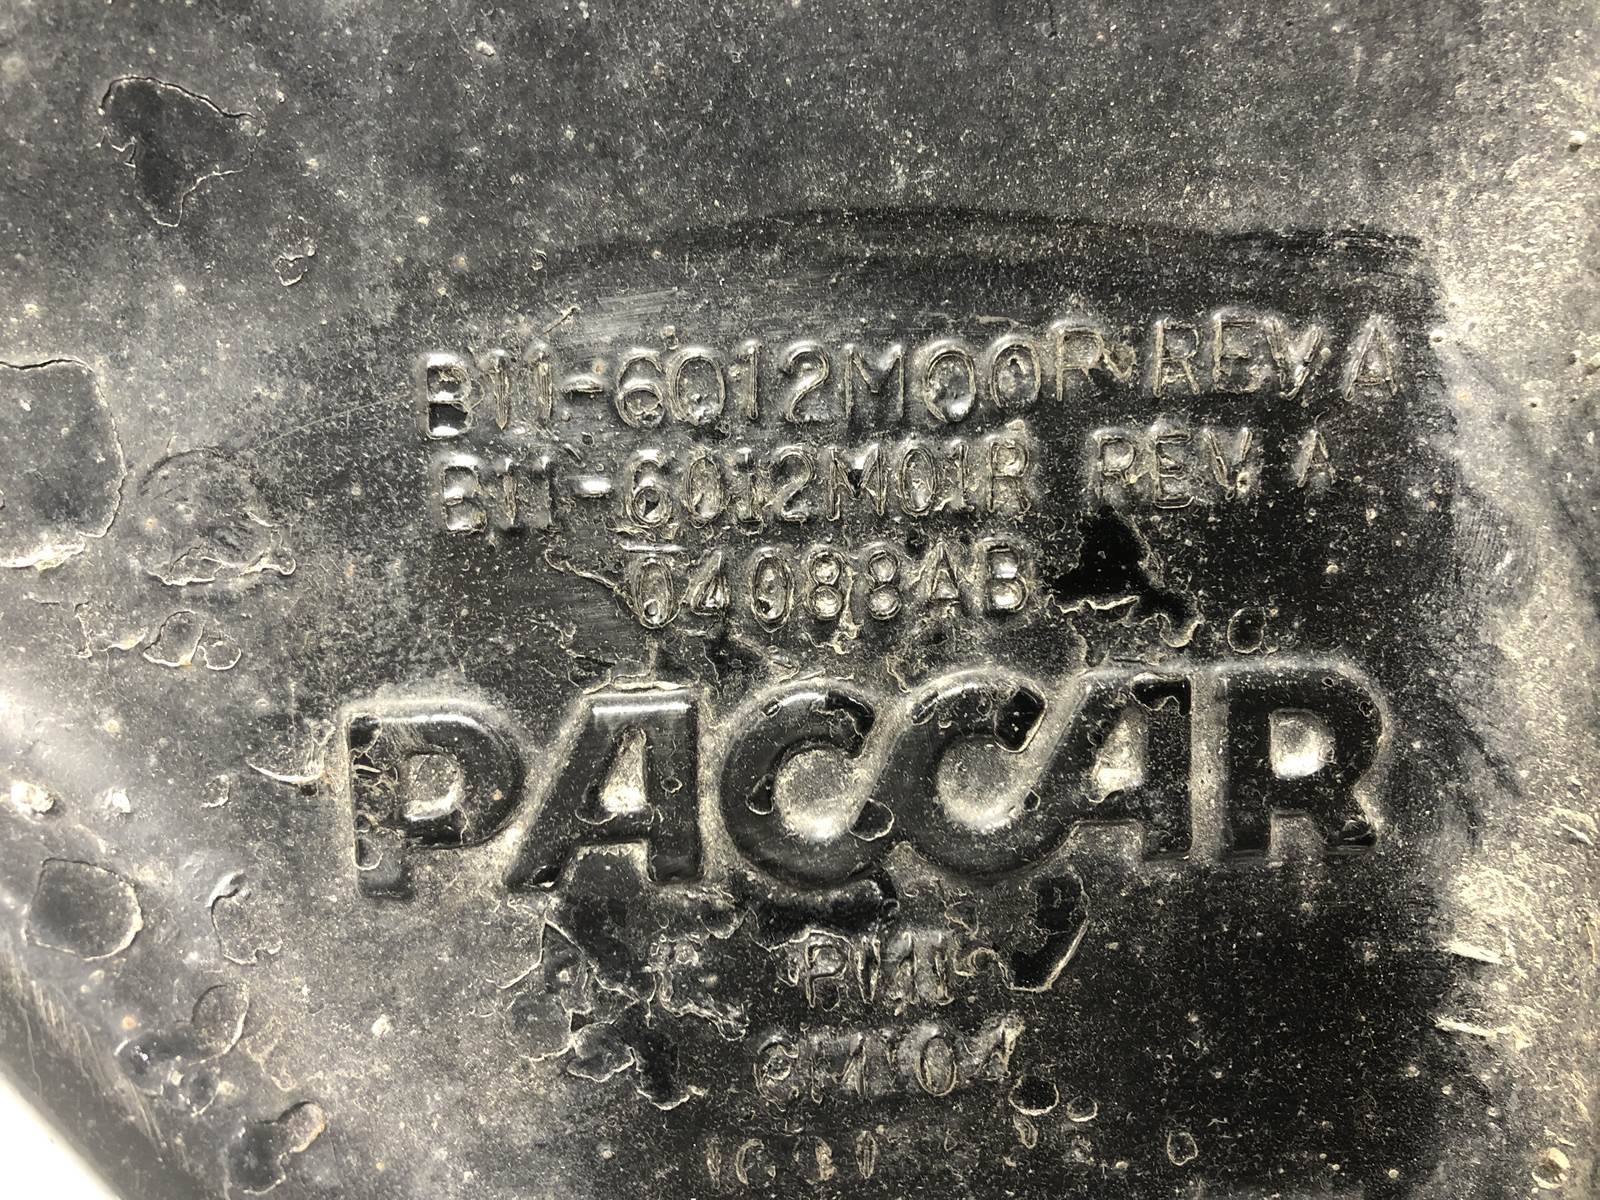 B11-6012M00R REV A
B11-6012M01R REV A
04088AB
PACCAR